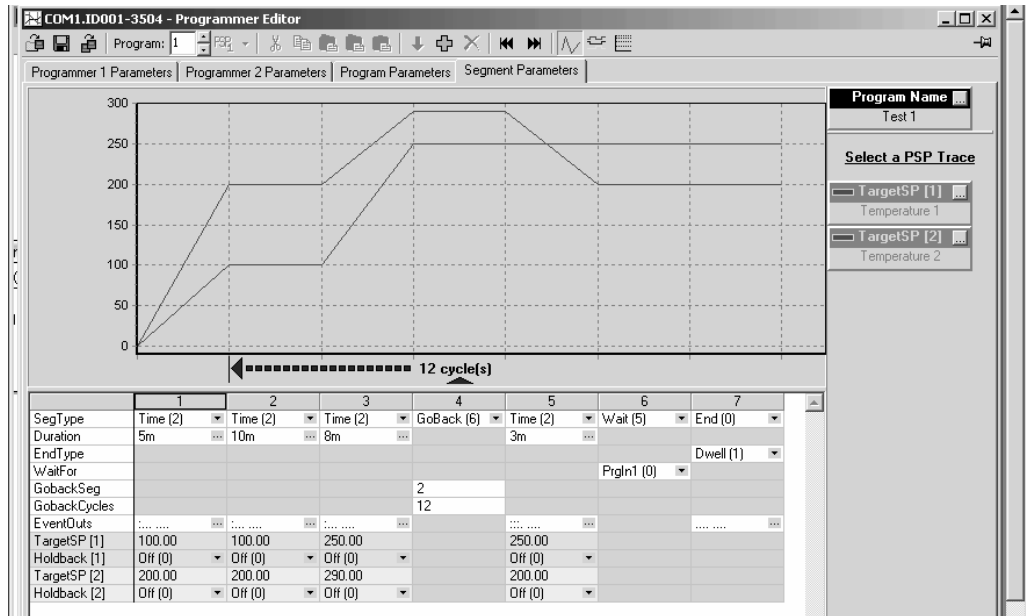 COM1.ID001-3504 - Programmer Editor
Program: 1
Programmer 1 Parameters Programmer 2 Parameters Program Parameters Segment Parameters
300
250
200
150
100
50
0
12 cycle(s)
Program Name ...
Test 1
Select a PSP Trace
TargetSP [1] ...
Temperature 1
TargetSP [2] ...
Temperature 2
1 2 3 4 5 6 7
SegType Time (2) Time (2) Time (2) GoBack (6) Time (2) Wait (5) End (0)
Duration 5m ... 10m ... 8m ... 3m ...
EndType Dwell (1)
WaitFor PrgIn1 (0)
GobackSeg 2
GobackCycles 12
EventOuts :... .... ... :... .... ... :... .... ... :::. .... ... .... .... ...
TargetSP [1] 100.00 100.00 250.00 250.00
Holdback [1] Off (0) Off (0) Off (0) Off (0)
TargetSP [2] 200.00 200.00 290.00 200.00
Holdback [2] Off (0) Off (0) Off (0) Off (0)